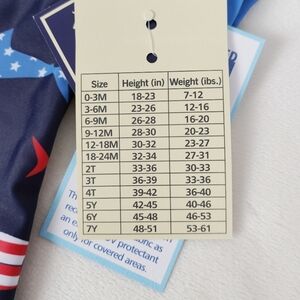 Size Height (in) Weight (lbs.)
0-3M 18-23 7-12
3-6M 23-26 12-16
6-9M 26-28 16-20
9-12M 28-30 20-23
12-18M 30-32 23-27
18-24M 32-34 27-31
2T 33-36 30-33
3T 36-39 33-36
4T 39-42 36-40
5Y 42-45 40-46
6Y 45-48 46-53
7Y 48-51 53-61
protectant
only for covered areas.